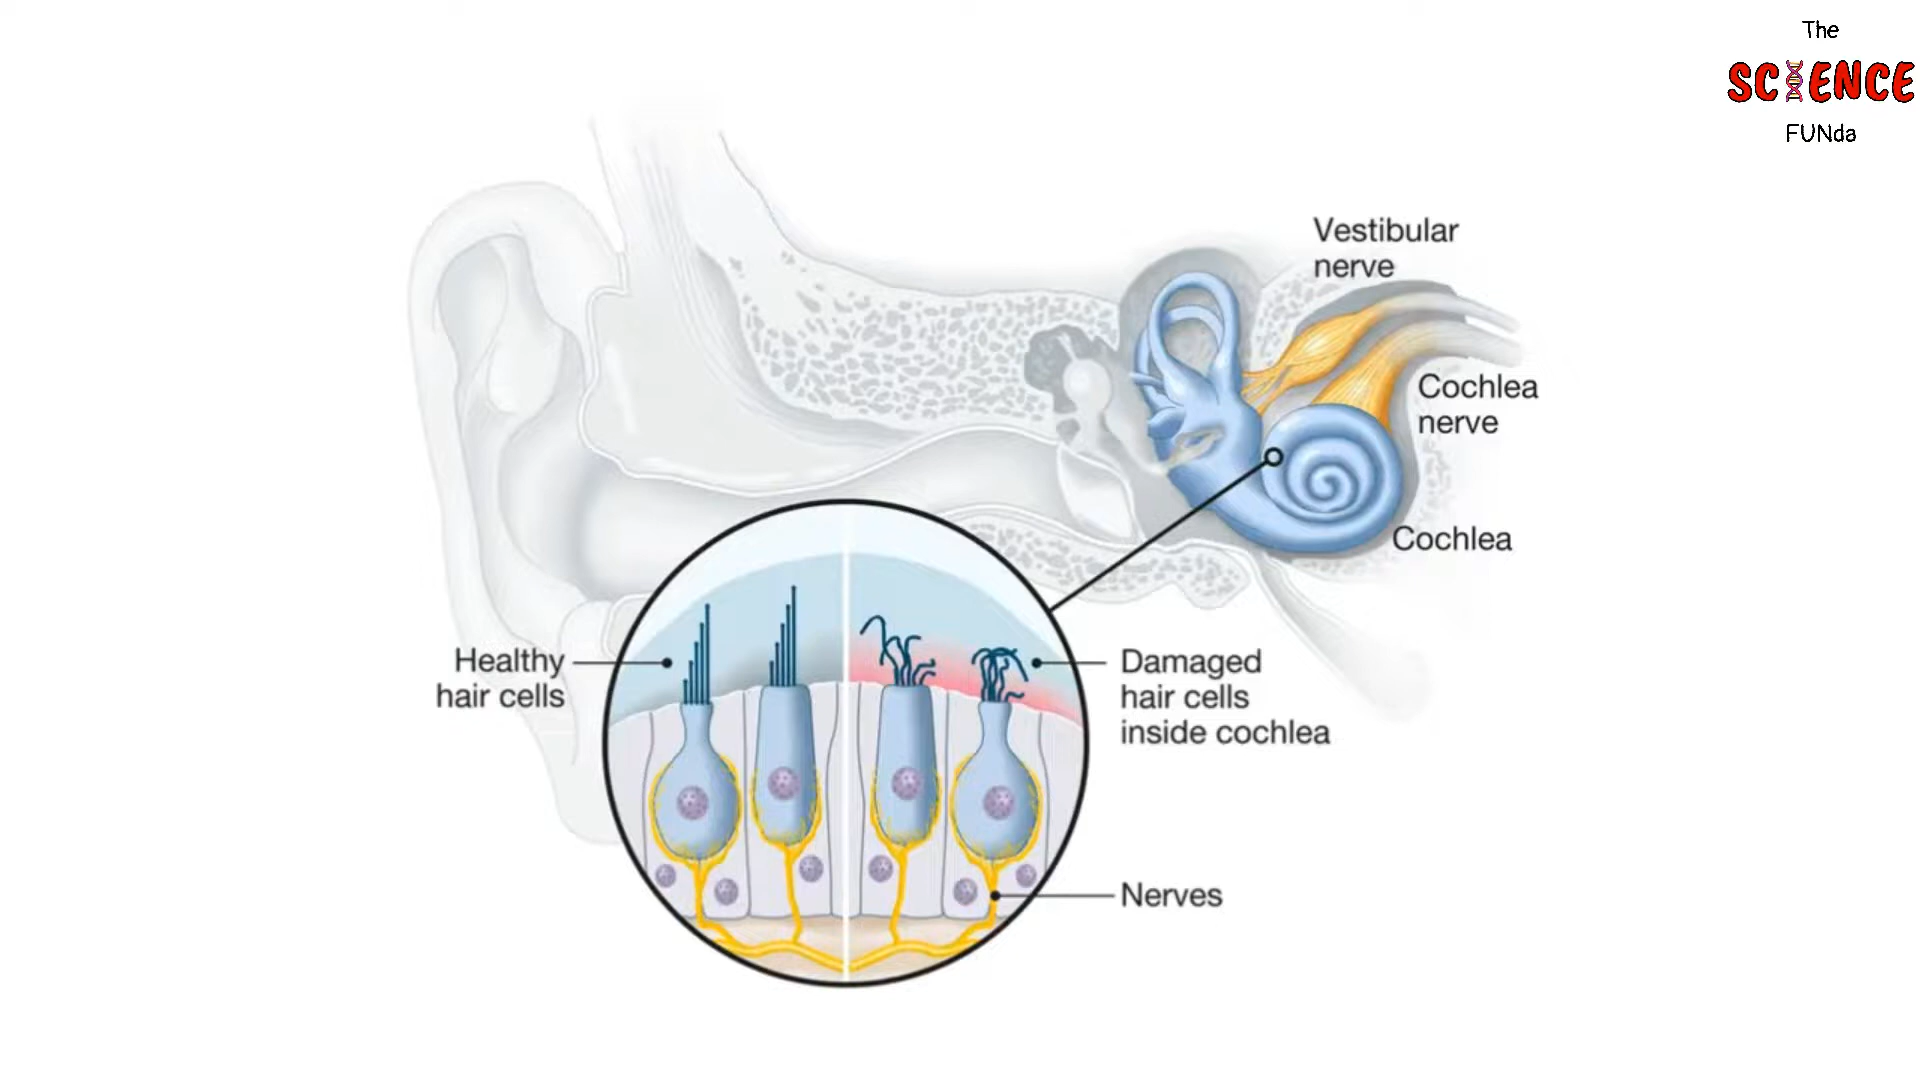 The
SCIENCE
FUNda
Vestibular
nerve
Cochlea
nerve
Cochlea
Healthy
hair cells
Damaged
hair cells
inside cochlea
Nerves